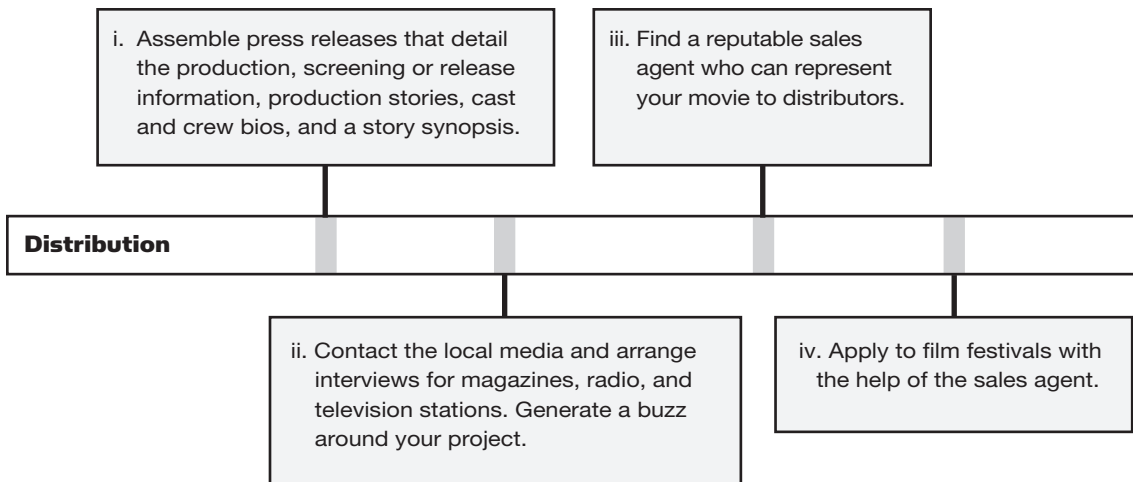 i. Assemble press releases that detail
the production, screening or release
information, production stories, cast
and crew bios, and a story synopsis.
iii. Find a reputable sales
agent who can represent
your movie to distributors.
Distribution
ii. Contact the local media and arrange
interviews for magazines, radio, and
television stations. Generate a buzz
around your project.
iv. Apply to film festivals with
the help of the sales agent.